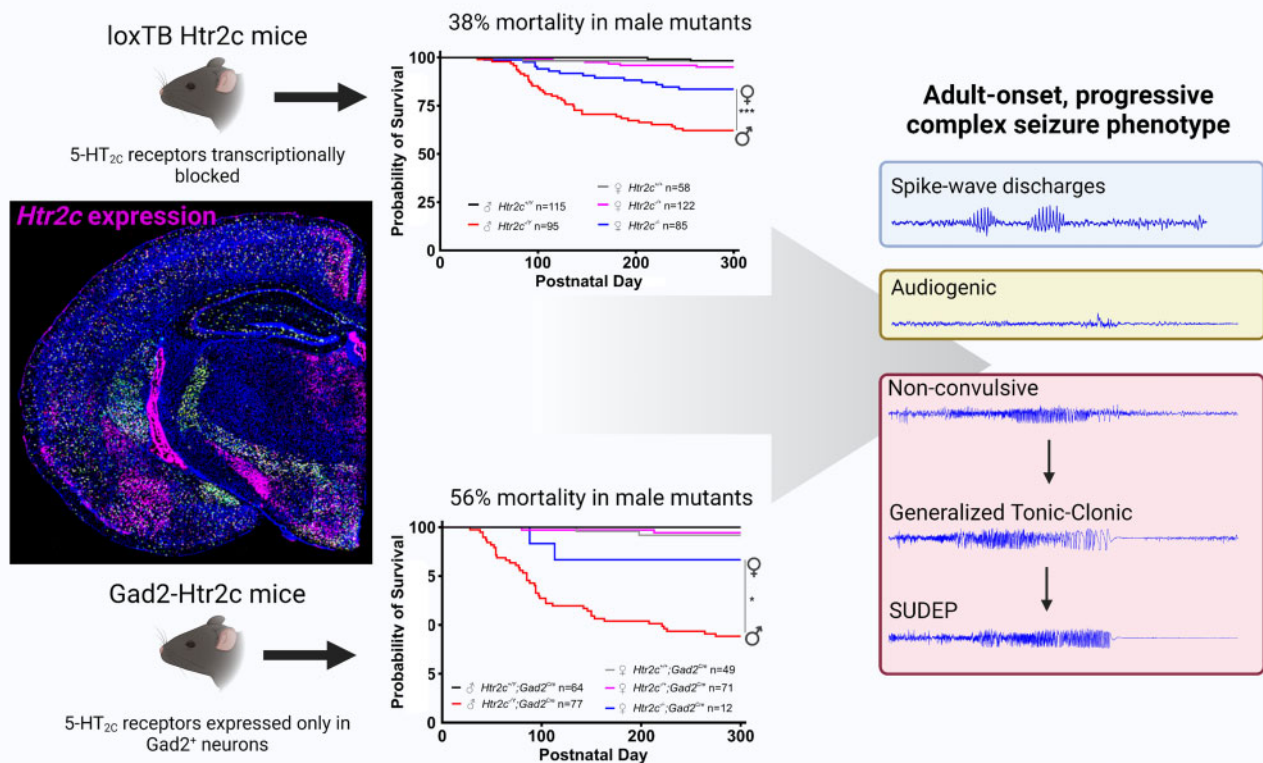 loxTB Htr2c mice
5-HT2C receptors transcriptionally
blocked
Htr2c expression
Gad2-Htr2c mice
5-HT2C receptors expressed only in
Gad2+ neurons
38% mortality in male mutants
Probability of Survival
100
75
50
25
0
♀
***
♂
♀ Htr2c+/+ n=58
♂ Htr2c+/Y n=115
♀ Htr2c-/+ n=122
♂ Htr2c-/Y n=95
♀ Htr2c-/- n=85
0 100 200 300
Postnatal Day
56% mortality in male mutants
Probability of Survival
100
5
0
5
0
♀
*
♂
♀ Htr2c+/+;Gad2Cre n=49
♂ Htr2c+/Y;Gad2Cre n=64
♀ Htr2c-/+;Gad2Cre n=71
♂ Htr2c-/Y;Gad2Cre n=77
♀ Htr2c-/-;Gad2Cre n=12
0 100 200 300
Postnatal Day
Adult-onset, progressive
complex seizure phenotype
Spike-wave discharges
Audiogenic
Non-convulsive
Generalized Tonic-Clonic
SUDEP